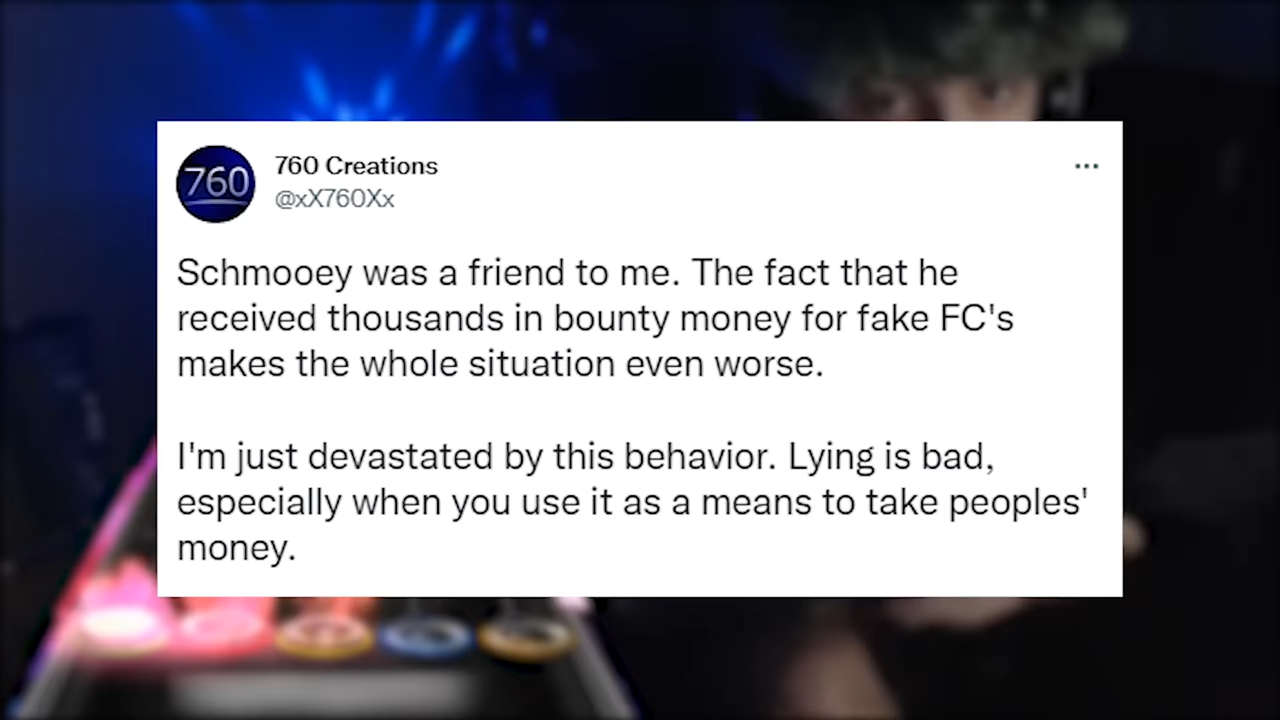 760
760 Creations
@xX760Xx
Schmooey was a friend to me. The fact that he
received thousands in bounty money for fake FC's
makes the whole situation even worse.
I'm just devastated by this behavior. Lying is bad,
especially when you use it as a means to take peoples'
money.